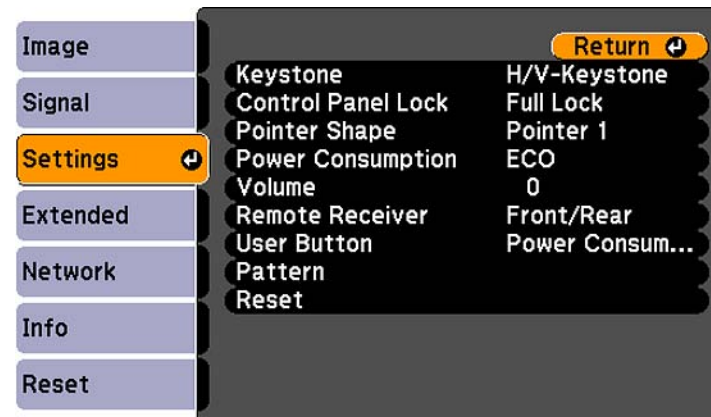 Image
Signal
Settings
Extended
Network
Info
Reset
Return
Keystone H/V-Keystone
Control Panel Lock Full Lock
Pointer Shape Pointer 1
Power Consumption ECO
Volume 0
Remote Receiver Front/Rear
User Button Power Consum...
Pattern
Reset